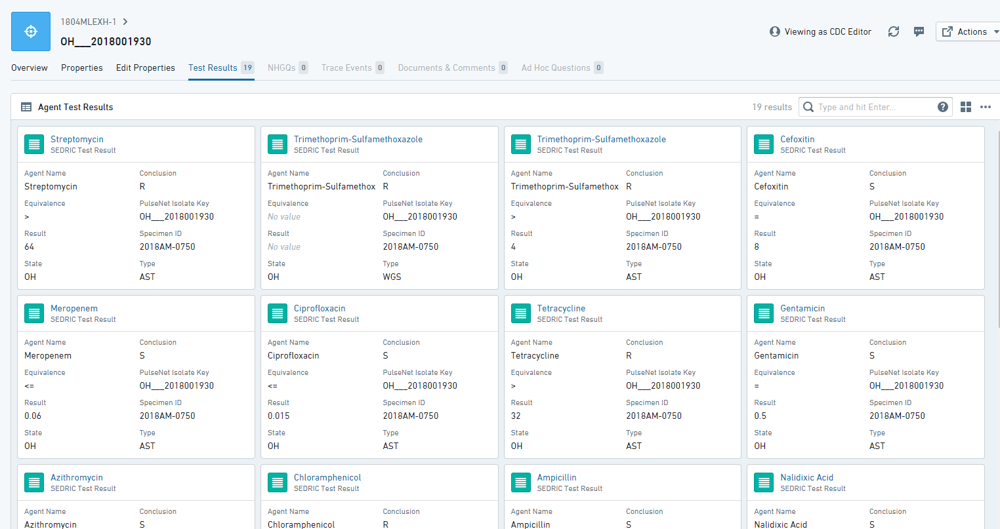 1804MLEXH-1
OH___2018001930
Viewing as CDC Editor
Actions
Overview Properties Edit Properties Test Results 19 NHGQs 0 Trace Events 0 Documents & Comments 0 Ad Hoc Questions 0
Agent Test Results
19 results
Type and hit Enter...
Streptomycin
SEDRIC Test Result
Agent Name Conclusion
Streptomycin R
Equivalence PulseNet Isolate Key
> OH___2018001930
Result Specimen ID
64 2018AM-0750
State Type
OH AST
Trimethoprim-Sulfamethoxazole
SEDRIC Test Result
Agent Name Conclusion
Trimethoprim-Sulfamethox R
Equivalence PulseNet Isolate Key
No value OH___2018001930
Result Specimen ID
No value 2018AM-0750
State Type
OH WGS
Trimethoprim-Sulfamethoxazole
SEDRIC Test Result
Agent Name Conclusion
Trimethoprim-Sulfamethox R
Equivalence PulseNet Isolate Key
> OH___2018001930
Result Specimen ID
4 2018AM-0750
State Type
OH AST
Cefoxitin
SEDRIC Test Result
Agent Name Conclusion
Cefoxitin S
Equivalence PulseNet Isolate Key
= OH___2018001930
Result Specimen ID
8 2018AM-0750
State Type
OH AST
Meropenem
SEDRIC Test Result
Agent Name Conclusion
Meropenem S
Equivalence PulseNet Isolate Key
<= OH___2018001930
Result Specimen ID
0.06 2018AM-0750
State Type
OH AST
Ciprofloxacin
SEDRIC Test Result
Agent Name Conclusion
Ciprofloxacin S
Equivalence PulseNet Isolate Key
<= OH___2018001930
Result Specimen ID
0.015 2018AM-0750
State Type
OH AST
Tetracycline
SEDRIC Test Result
Agent Name Conclusion
Tetracycline R
Equivalence PulseNet Isolate Key
> OH___2018001930
Result Specimen ID
32 2018AM-0750
State Type
OH AST
Gentamicin
SEDRIC Test Result
Agent Name Conclusion
Gentamicin S
Equivalence PulseNet Isolate Key
= OH___2018001930
Result Specimen ID
0.5 2018AM-0750
State Type
OH AST
Azithromycin
SEDRIC Test Result
Agent Name Conclusion
Azithromycin S
Chloramphenicol
SEDRIC Test Result
Agent Name Conclusion
Chloramphenicol R
Ampicillin
SEDRIC Test Result
Agent Name Conclusion
Ampicillin S
Nalidixic Acid
SEDRIC Test Result
Agent Name Conclusion
Nalidixic Acid S